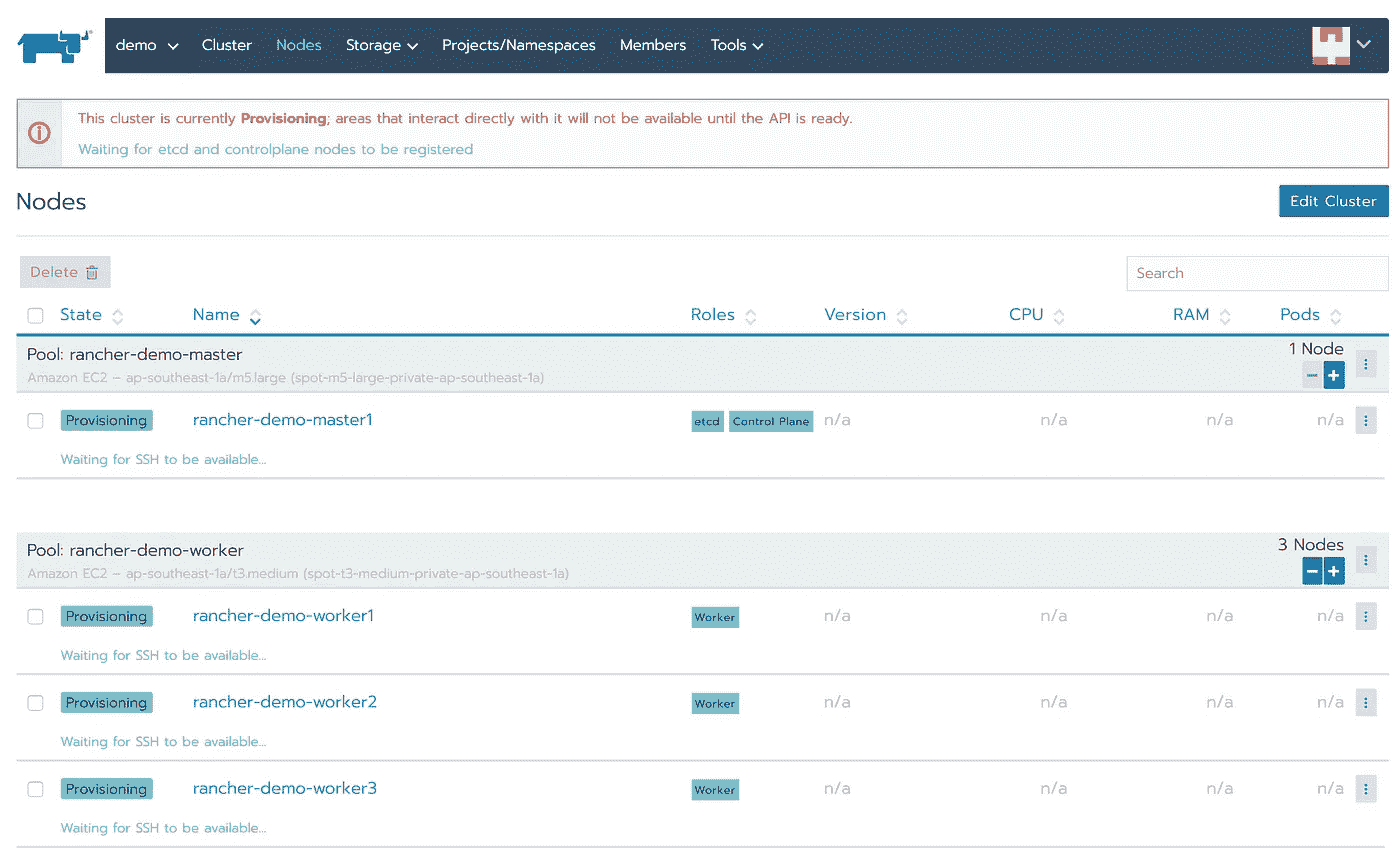 demo Cluster Nodes Storage Projects/Namespaces Members Tools
This cluster is currently Provisioning; areas that interact directly with it will not be available until the API is ready.
Waiting for etcd and controlplane nodes to be registered
Nodes
Edit Cluster
Delete
Search
State Name Roles Version CPU RAM Pods
Pool: rancher-demo-master
1 Node
Amazon EC2 – ap-southeast-1a/m5.large (spot-m5-large-private-ap-southeast-1a)
Provisioning rancher-demo-master1 etcd Control Plane n/a n/a n/a n/a
Waiting for SSH to be available...
Pool: rancher-demo-worker
3 Nodes
Amazon EC2 – ap-southeast-1a/t3.medium (spot-t3-medium-private-ap-southeast-1a)
Provisioning rancher-demo-worker1 Worker n/a n/a n/a n/a
Waiting for SSH to be available...
Provisioning rancher-demo-worker2 Worker n/a n/a n/a n/a
Waiting for SSH to be available...
Provisioning rancher-demo-worker3 Worker n/a n/a n/a n/a
Waiting for SSH to be available...